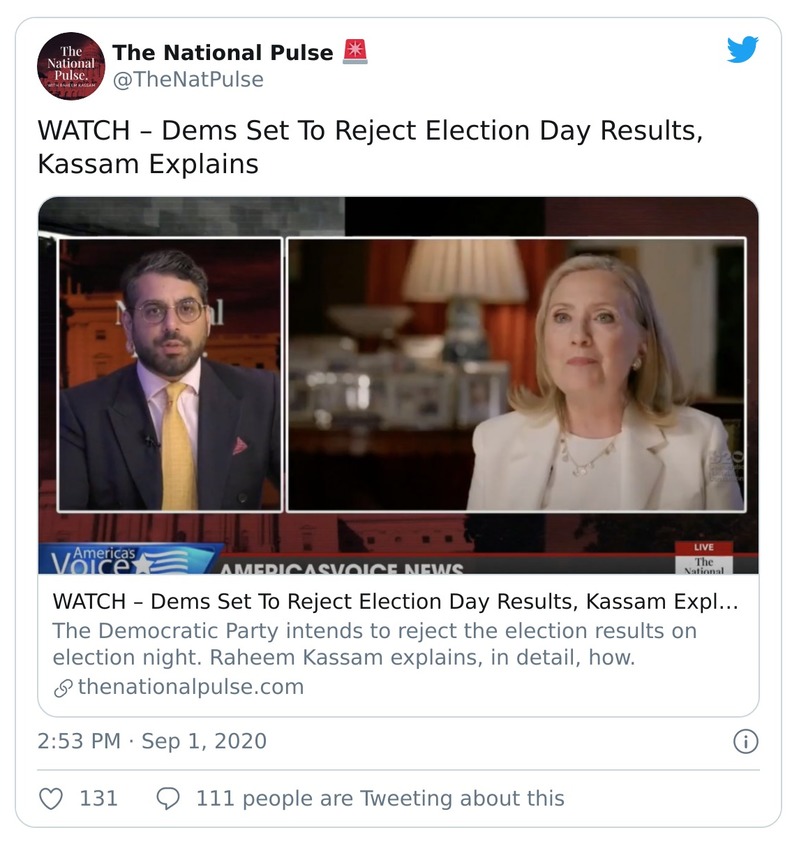 The
National
Pulse.
WITH RAHEEM KASSAM
The National Pulse
@TheNatPulse
WATCH – Dems Set To Reject Election Day Results,
Kassam Explains
N l
Americas
Voice
AMERICASVOICE NEWS
LIVE
The
National
WATCH – Dems Set To Reject Election Day Results, Kassam Expl…
The Democratic Party intends to reject the election results on
election night. Raheem Kassam explains, in detail, how.
thenationalpulse.com
2:53 PM · Sep 1, 2020
131
111 people are Tweeting about this